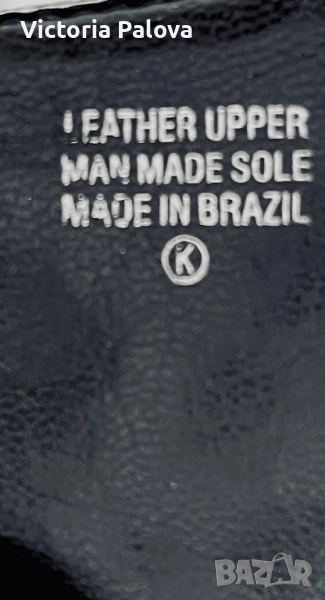 Victoria Palova
LEATHER UPPER
MAN MADE SOLE
MADE IN BRAZIL
K
BAZAR